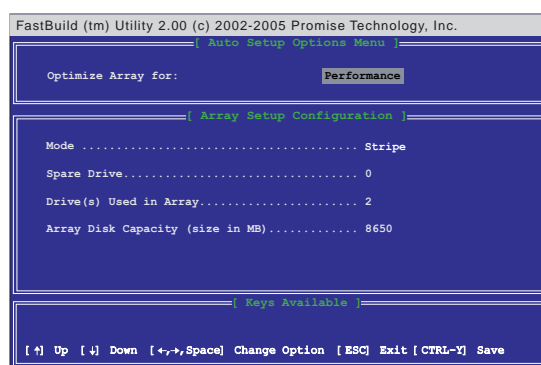 FastBuild (tm) Utility 2.00 (c) 2002-2005 Promise Technology, Inc.
[ Auto Setup Options Menu ]
Optimize Array for: Performance
[ Array Setup Configuration ]
Mode ........................................ Stripe
Spare Drive.................................. 0
Drive(s) Used in Array....................... 2
Array Disk Capacity (size in MB)............. 8650
[ Keys Available ]
[↑] Up [↓] Down [←,→,Space] Change Option [ESC] Exit [CTRL-Y] Save